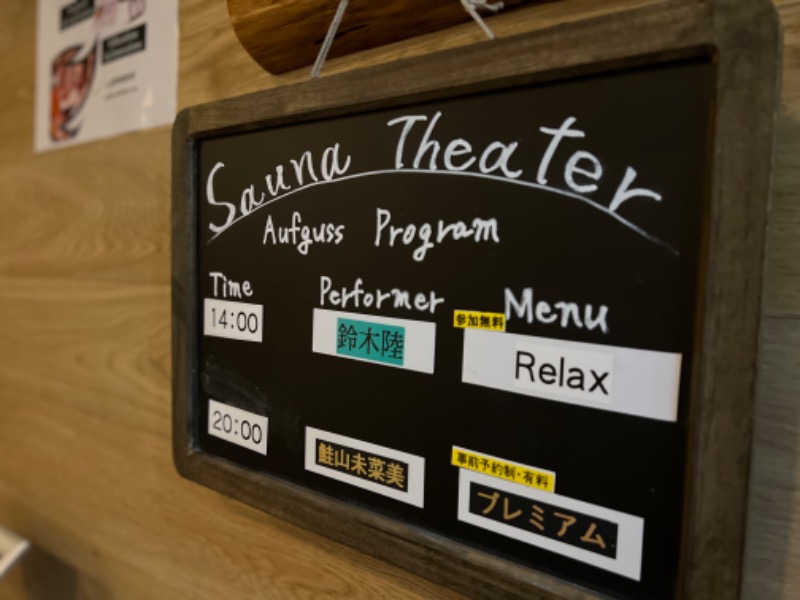 Sauna Theater
Aufguss Program
Time Performer Menu
14:00 鈴木陸 参加無料 Relax
20:00 鮭山未菜美 事前予約制・有料 プレミアム